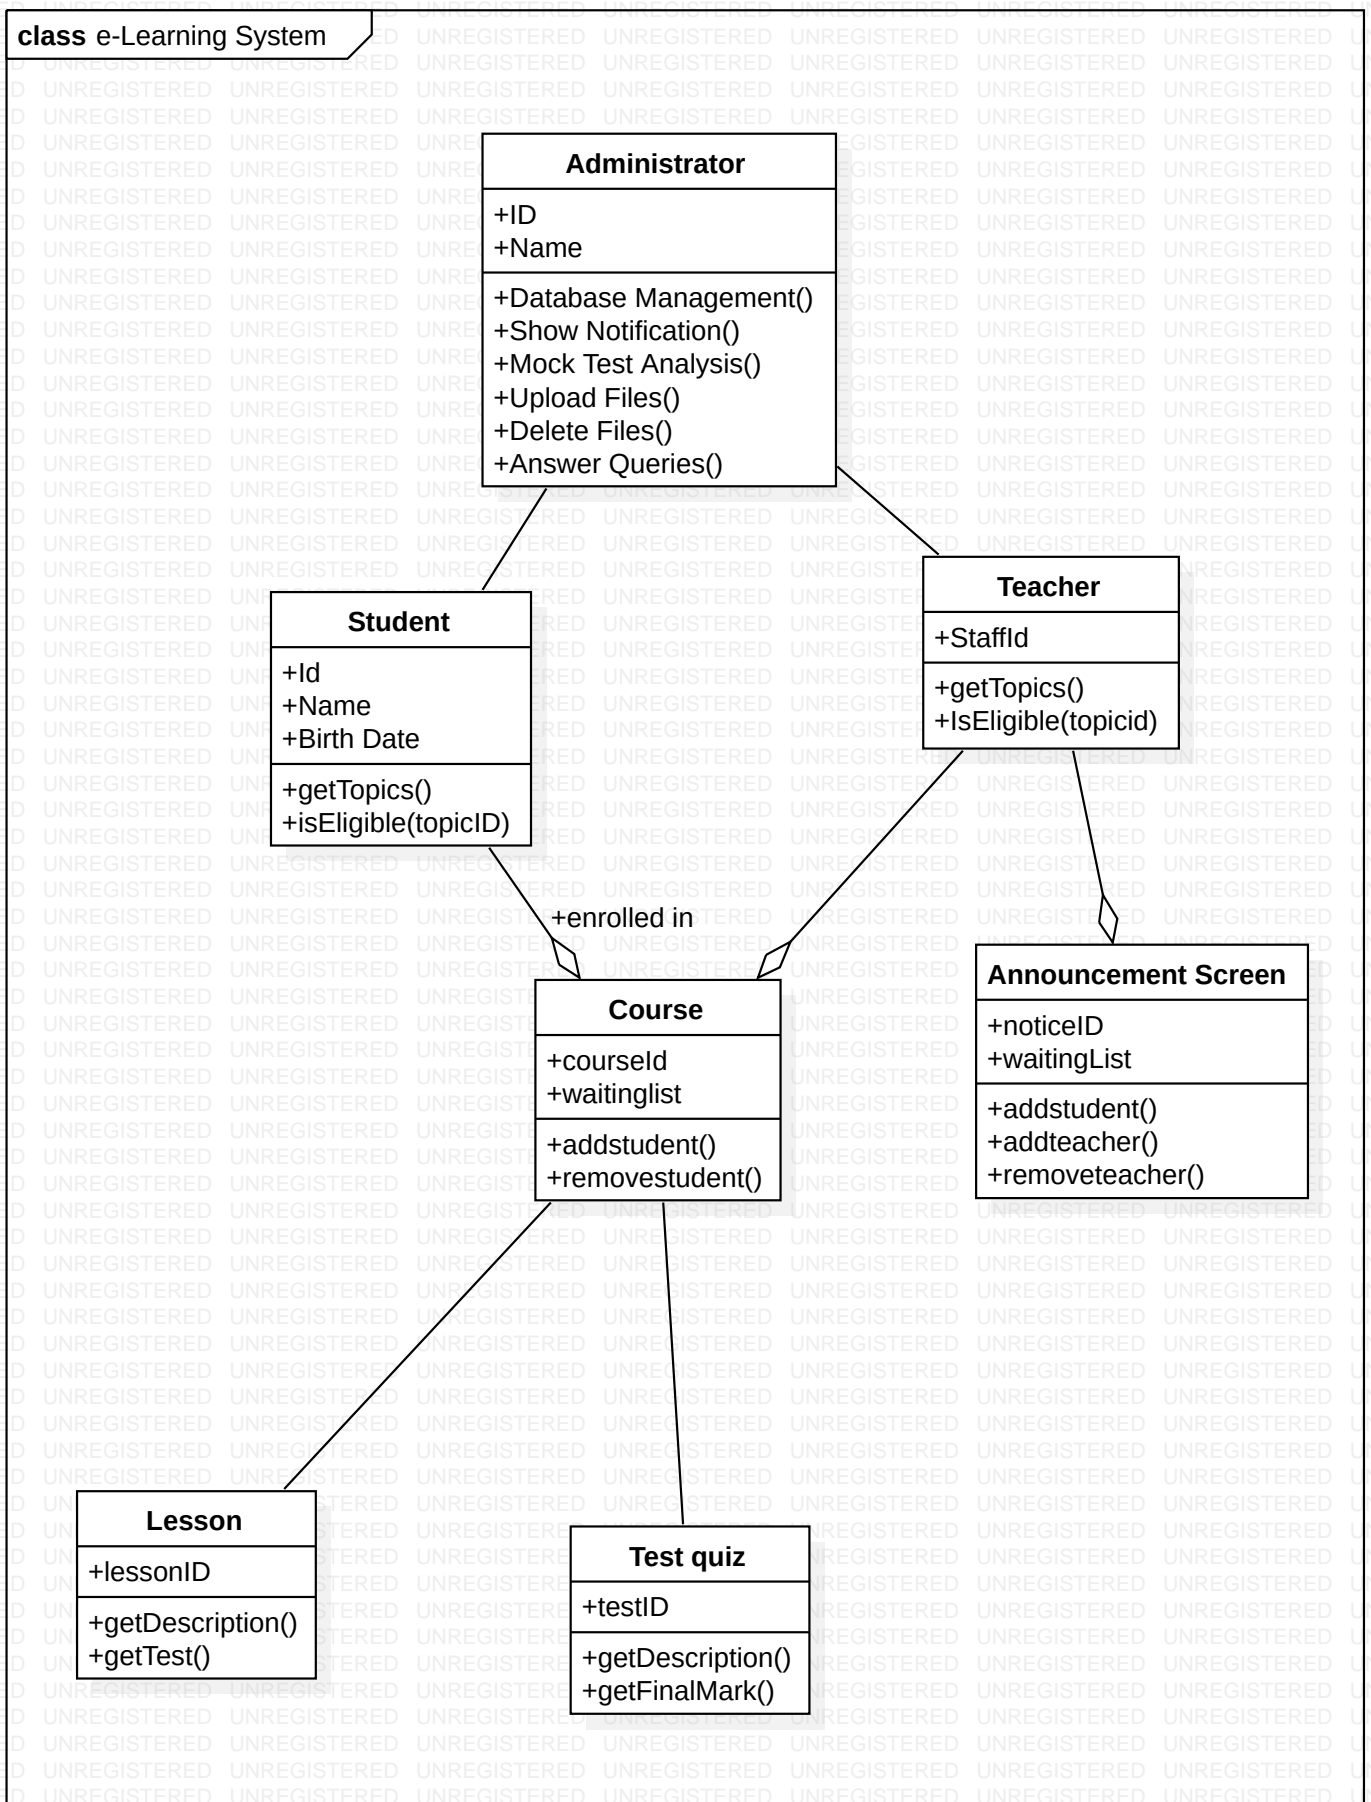 class e-Learning System
Administrator
+ID
+Name
+Database Management()
+Show Notification()
+Mock Test Analysis()
+Upload Files()
+Delete Files()
+Answer Queries()
Teacher
+StaffId
+getTopics()
+IsEligible(topicid)
Student
+Id
+Name
+Birth Date
+getTopics()
+isEligible(topicID)
+enrolled in
Course
+courseId
+waitinglist
+addstudent()
+removestudent()
Announcement Screen
+noticeID
+waitingList
+addstudent()
+addteacher()
+removeteacher()
Lesson
+lessonID
+getDescription()
+getTest()
Test quiz
+testID
+getDescription()
+getFinalMark()
UNREGISTERED